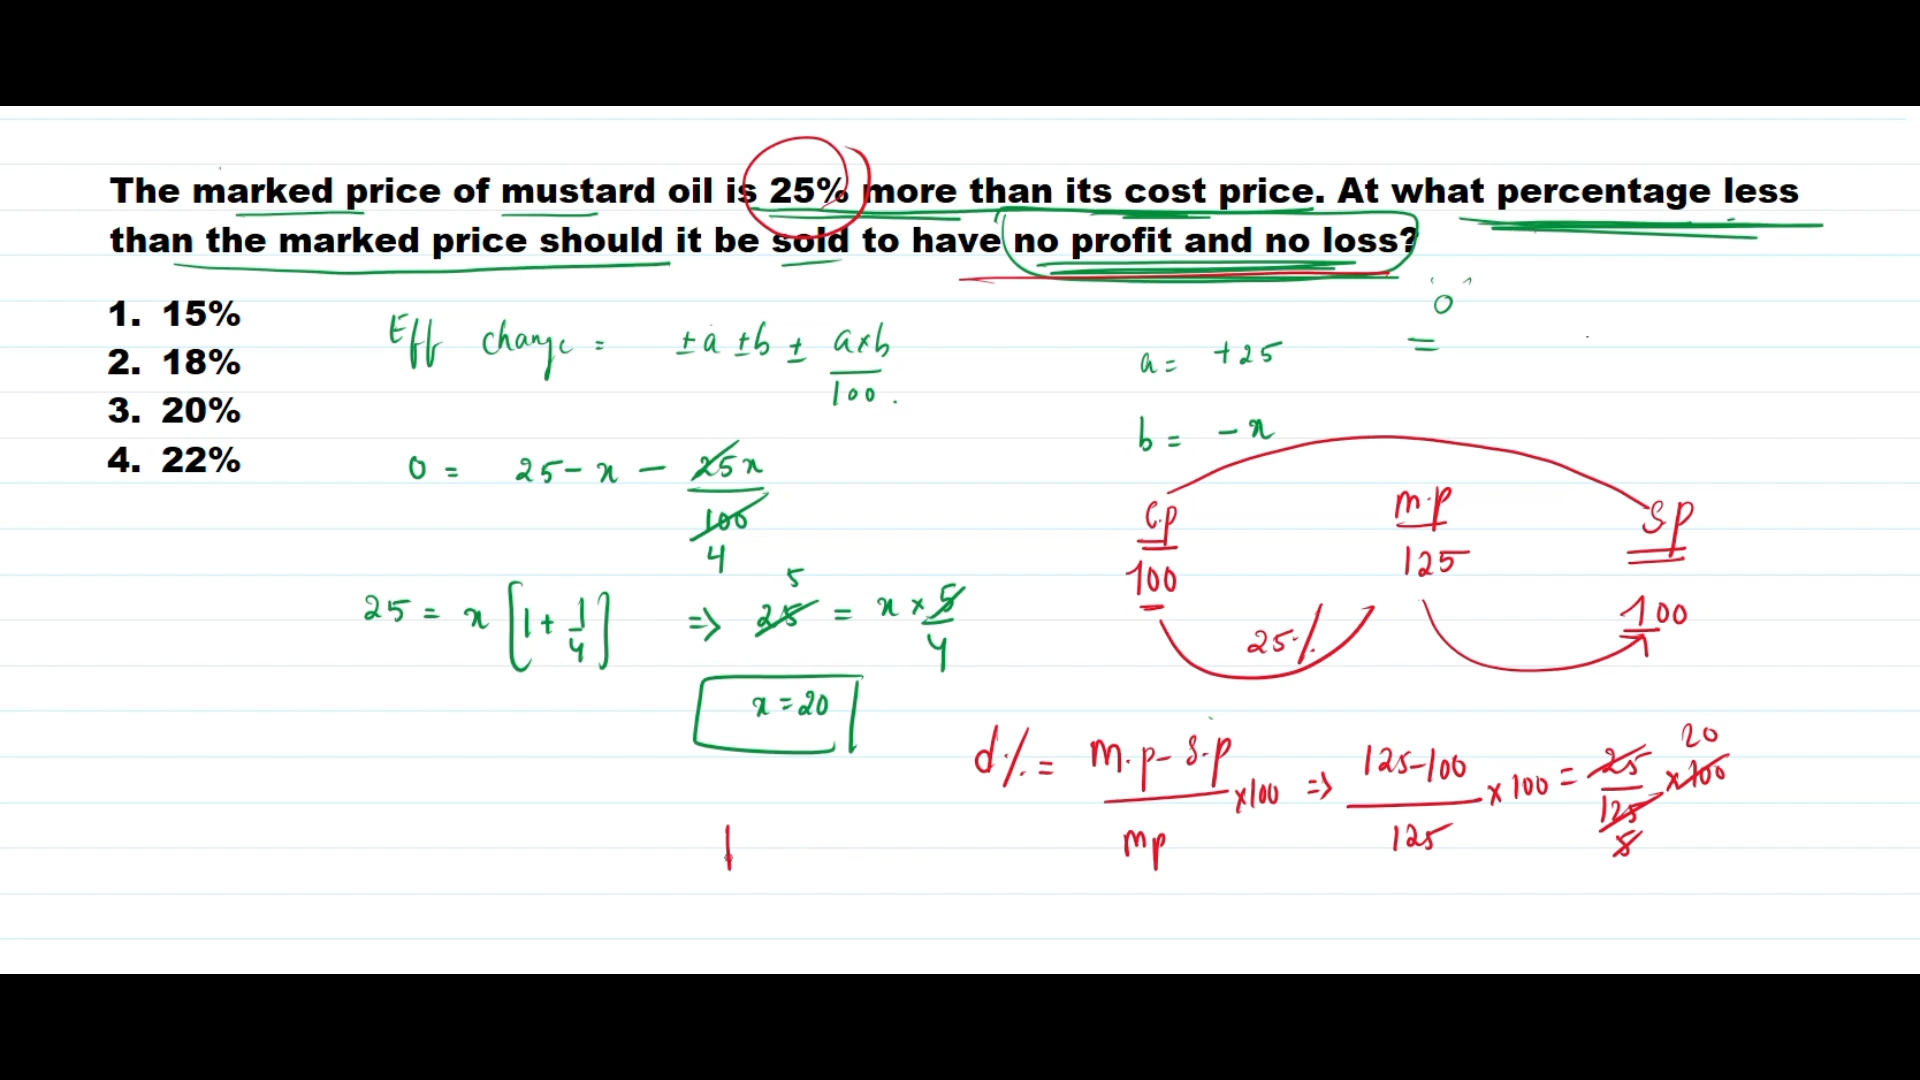 The marked price of mustard oil is 25% more than its cost price. At what percentage less
than the marked price should it be sold to have no profit and no loss?
1. 15%
2. 18%
3. 20%
4. 22%
Eff change = ±a ±b ± a×b/100.
a = +25
b = -x
"0"
=
0 = 25 - x - 25x/100
4
25 = x [1 + 1/4] => 25 = x × 5/4
5
x = 20
C.p
100
m.p
125
S.p
100
25%
d% = m.p - s.p/mp ×100 => 125-100/125 × 100 = 25/125 ×100
20
5
1